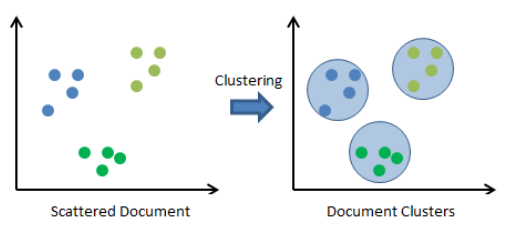 Clustering
Scattered Document
Document Clusters